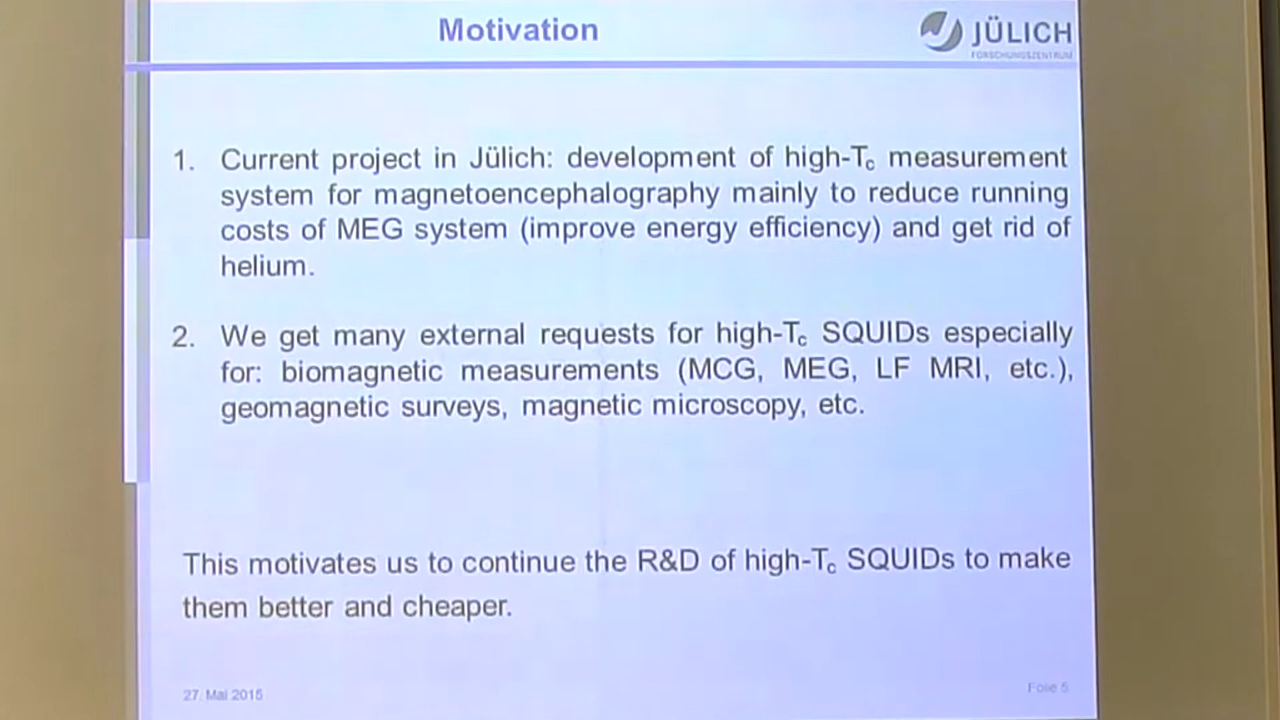 Motivation
JÜLICH
FORSCHUNGSZENTRUM
1. Current project in Jülich: development of high-Tc measurement
system for magnetoencephalography mainly to reduce running
costs of MEG system (improve energy efficiency) and get rid of
helium.
2. We get many external requests for high-Tc SQUIDs especially
for: biomagnetic measurements (MCG, MEG, LF MRI, etc.),
geomagnetic surveys, magnetic microscopy, etc.
This motivates us to continue the R&D of high-Tc SQUIDs to make
them better and cheaper.
27. Mai 2015
Folie 5